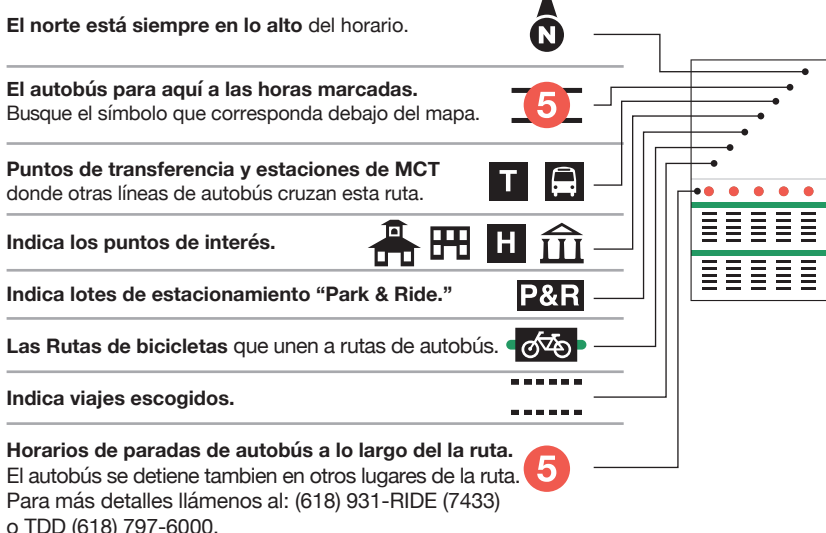 El norte está siempre en lo alto del horario.
N
El autobús para aquí a las horas marcadas.
Busque el símbolo que corresponda debajo del mapa.
5
Puntos de transferencia y estaciones de MCT
donde otras líneas de autobús cruzan esta ruta.
T
Indica los puntos de interés.
H
Indica lotes de estacionamiento “Park & Ride.”
P&R
Las Rutas de bicicletas que unen a rutas de autobús.
Indica viajes escogidos.
Horarios de paradas de autobús a lo largo del la ruta.
El autobús se detiene tambien en otros lugares de la ruta.
5
Para más detalles llámenos al: (618) 931-RIDE (7433)
o TDD (618) 797-6000.